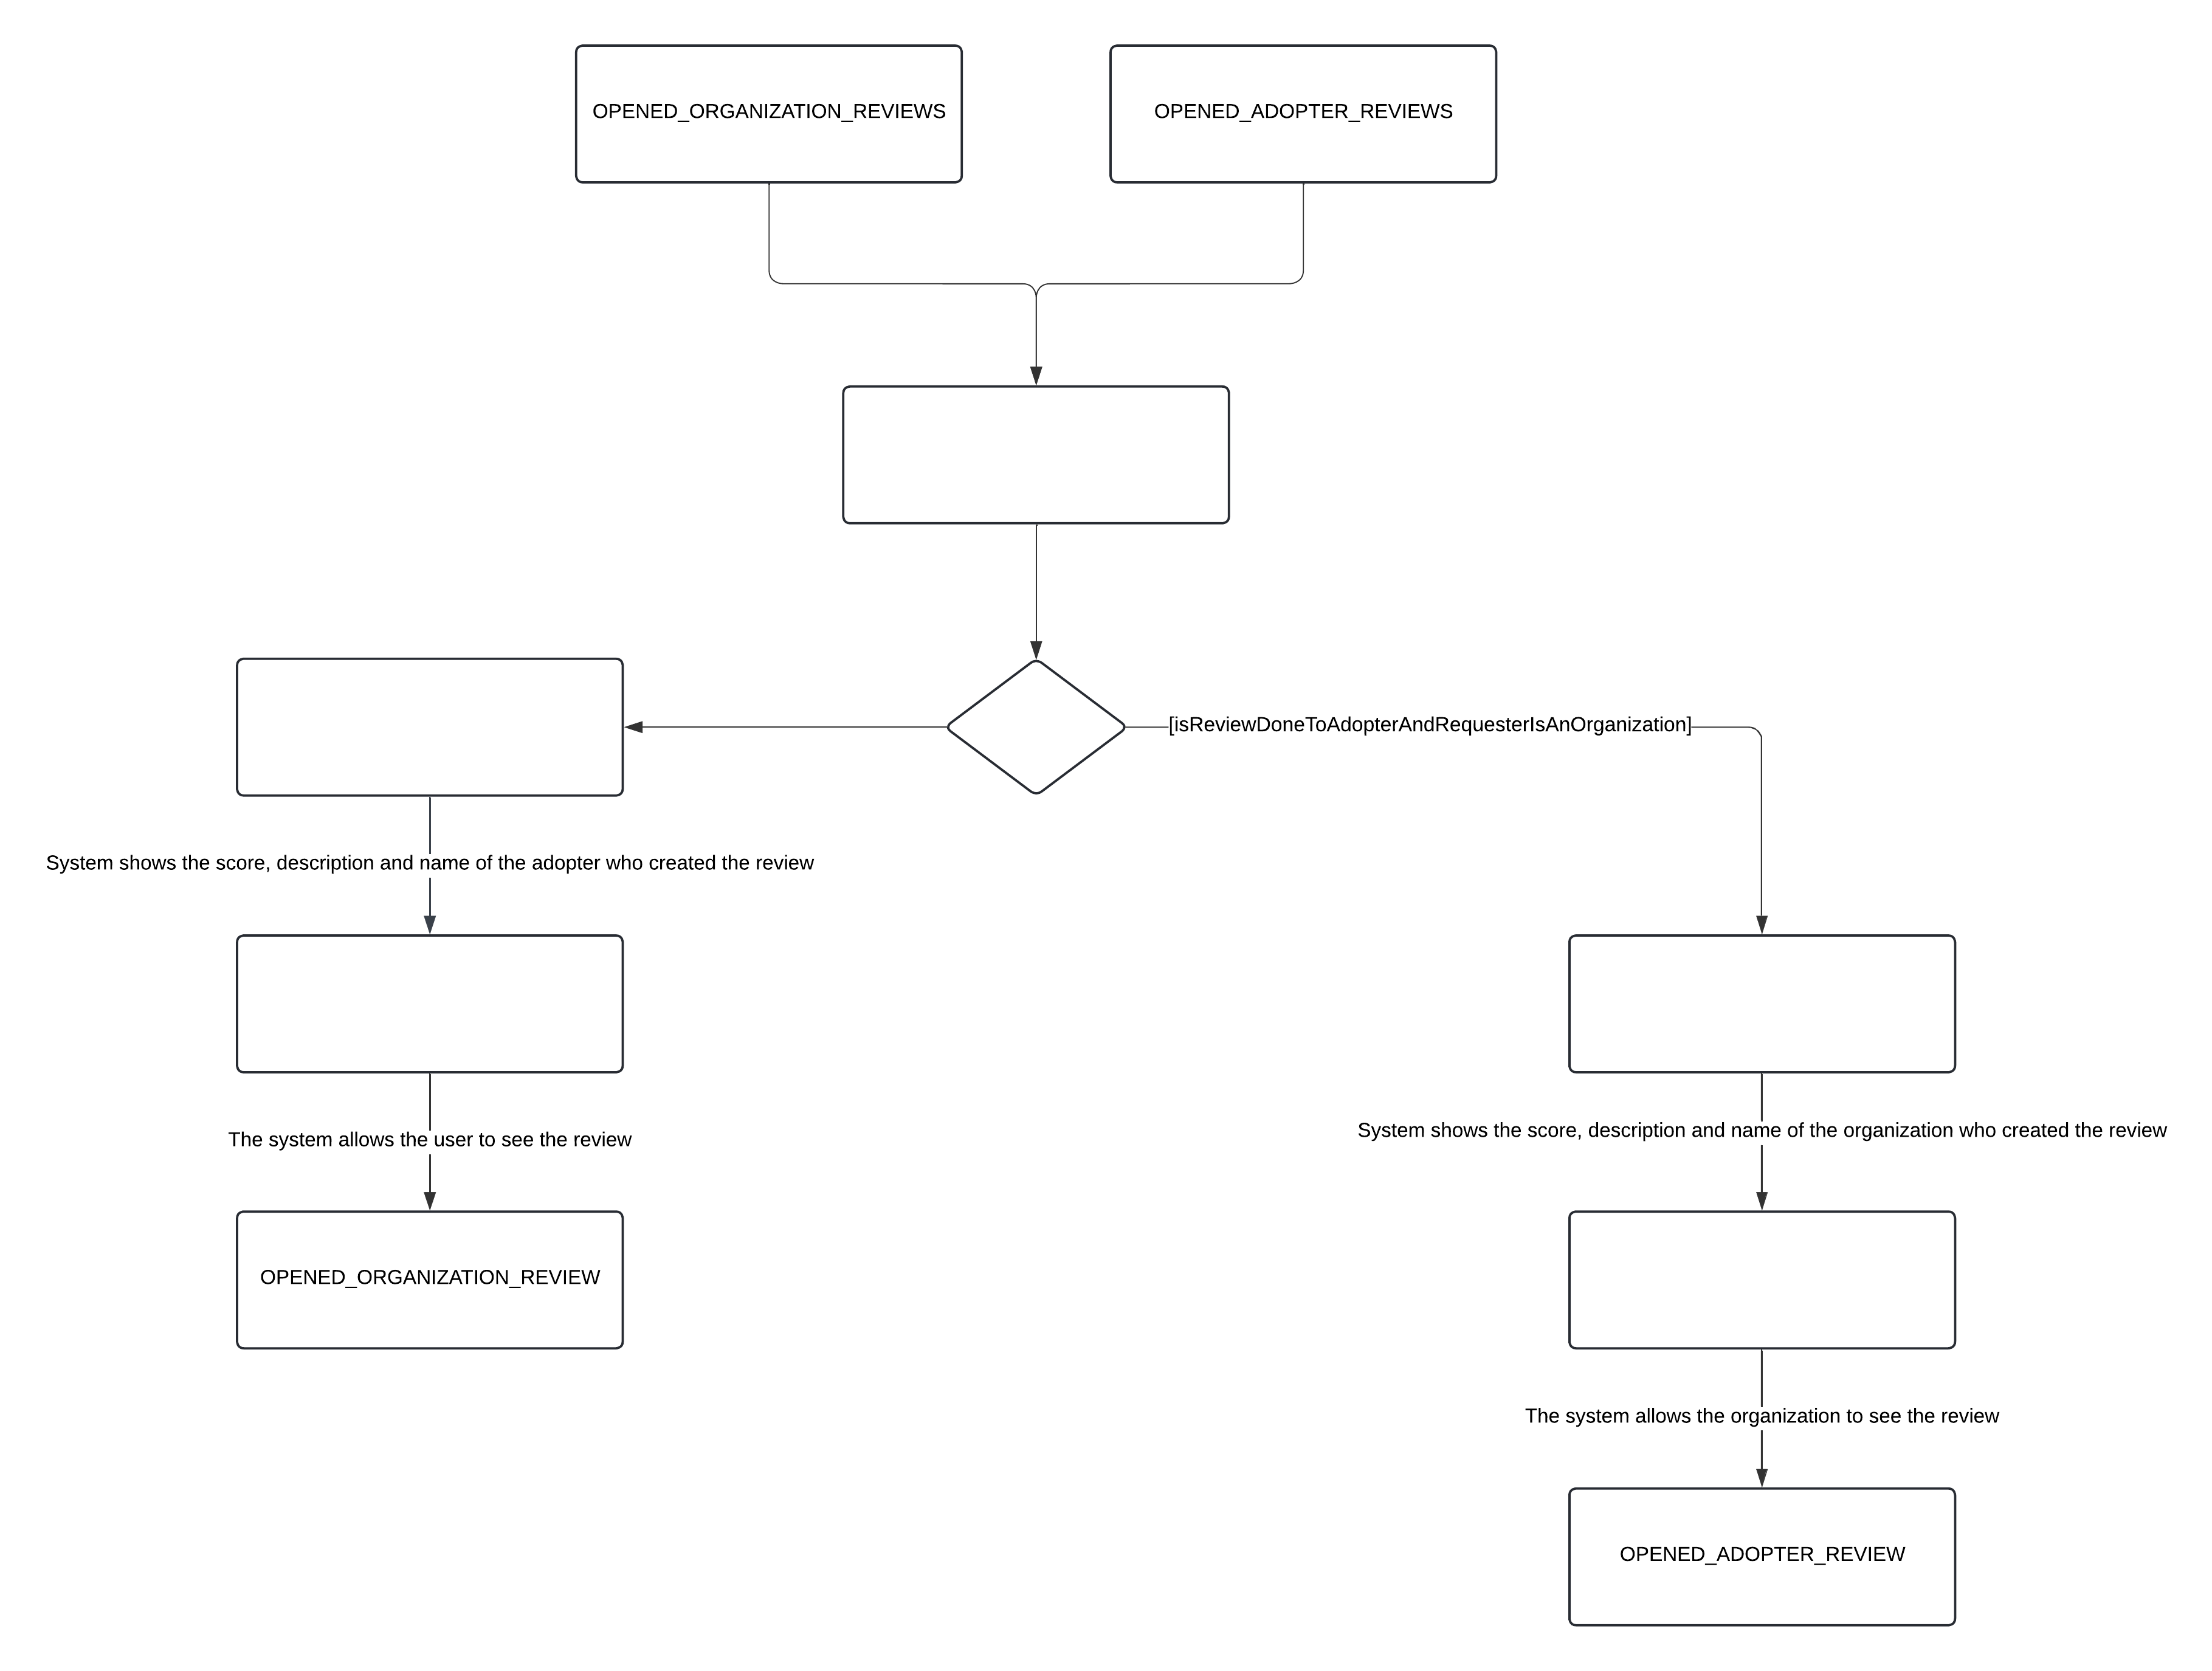 OPENED_ORGANIZATION_REVIEWS
OPENED_ADOPTER_REVIEWS
[isReviewDoneToAdopterAndRequesterIsAnOrganization]
System shows the score, description and name of the adopter who created the review
System shows the score, description and name of the organization who created the review
The system allows the user to see the review
OPENED_ORGANIZATION_REVIEW
The system allows the organization to see the review
OPENED_ADOPTER_REVIEW